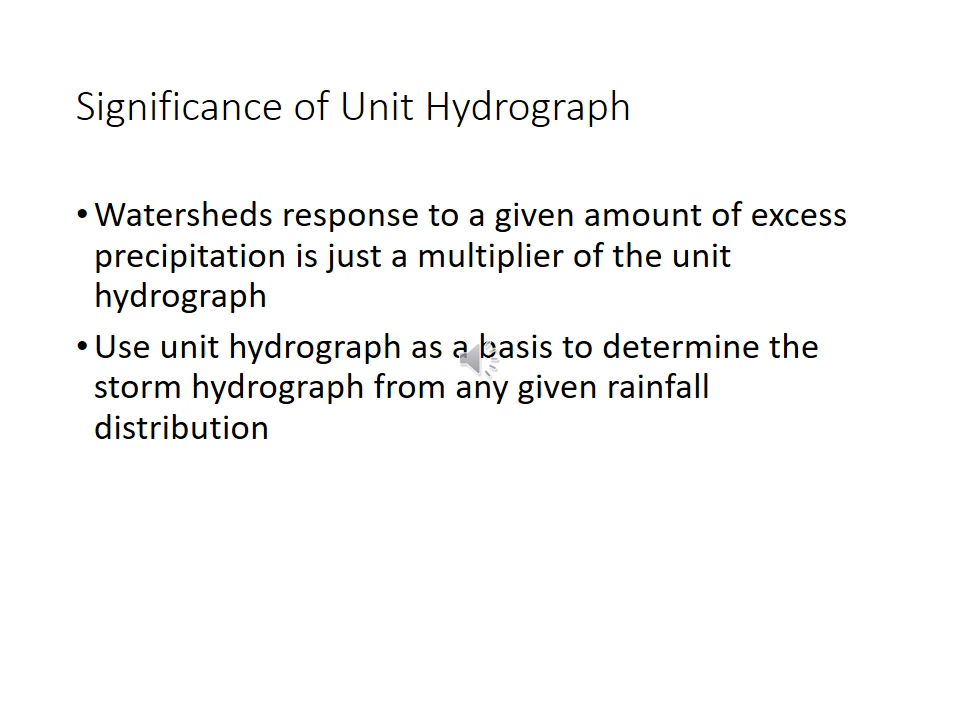 Significance of Unit Hydrograph
• Watersheds response to a given amount of excess
precipitation is just a multiplier of the unit
hydrograph
• Use unit hydrograph as a basis to determine the
storm hydrograph from any given rainfall
distribution